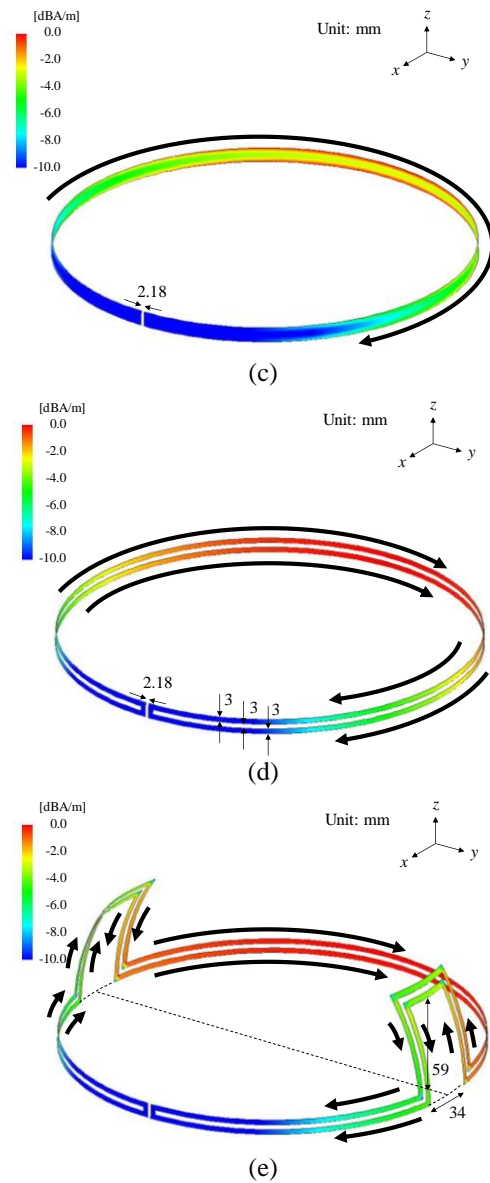 [dBA/m]
0.0
-2.0
-4.0
-6.0
-8.0
-10.0
Unit: mm
z
x
y
2.18
(c)
[dBA/m]
0.0
-2.0
-4.0
-6.0
-8.0
-10.0
Unit: mm
z
x
y
2.18
3
3
3
(d)
[dBA/m]
0.0
-2.0
-4.0
-6.0
-8.0
-10.0
Unit: mm
z
x
y
59
34
(e)